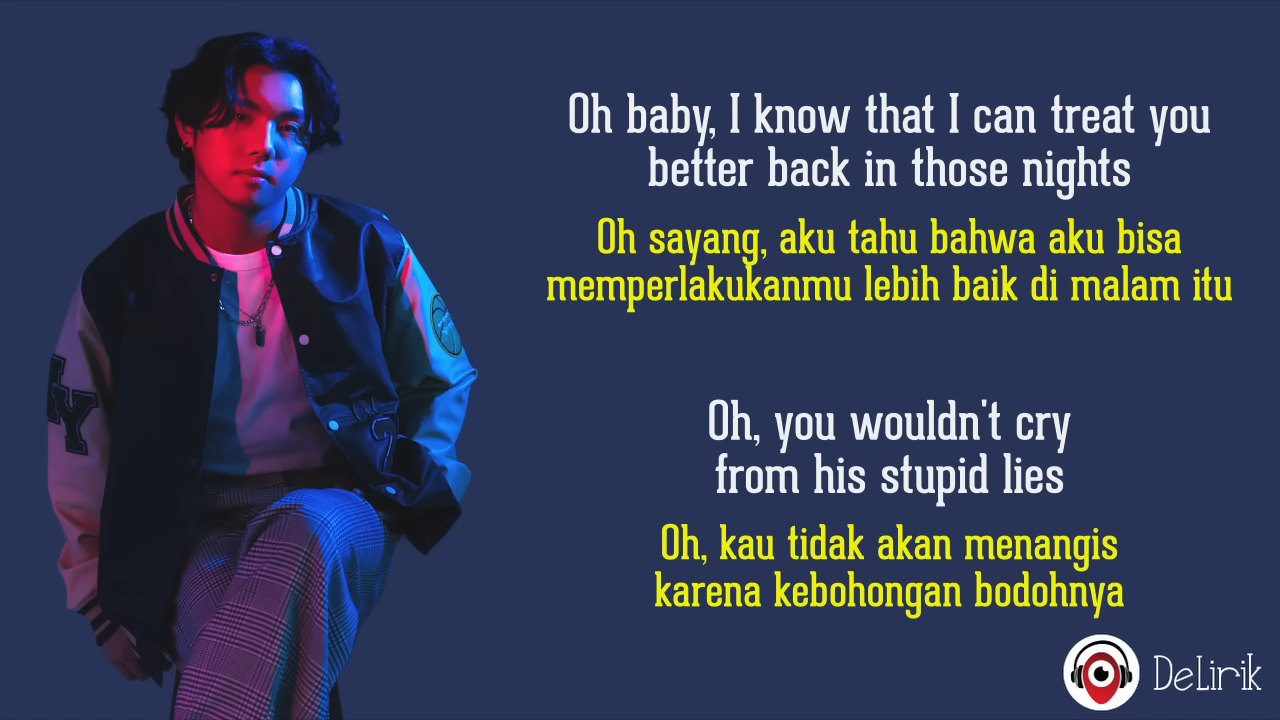 Oh baby, I know that I can treat you
better back in those nights
Oh sayang, aku tahu bahwa aku bisa
memperlakukanmu lebih baik di malam itu
Oh, you wouldn't cry
from his stupid lies
Oh, kau tidak akan menangis
karena kebohongan bodohnya
DeLirik